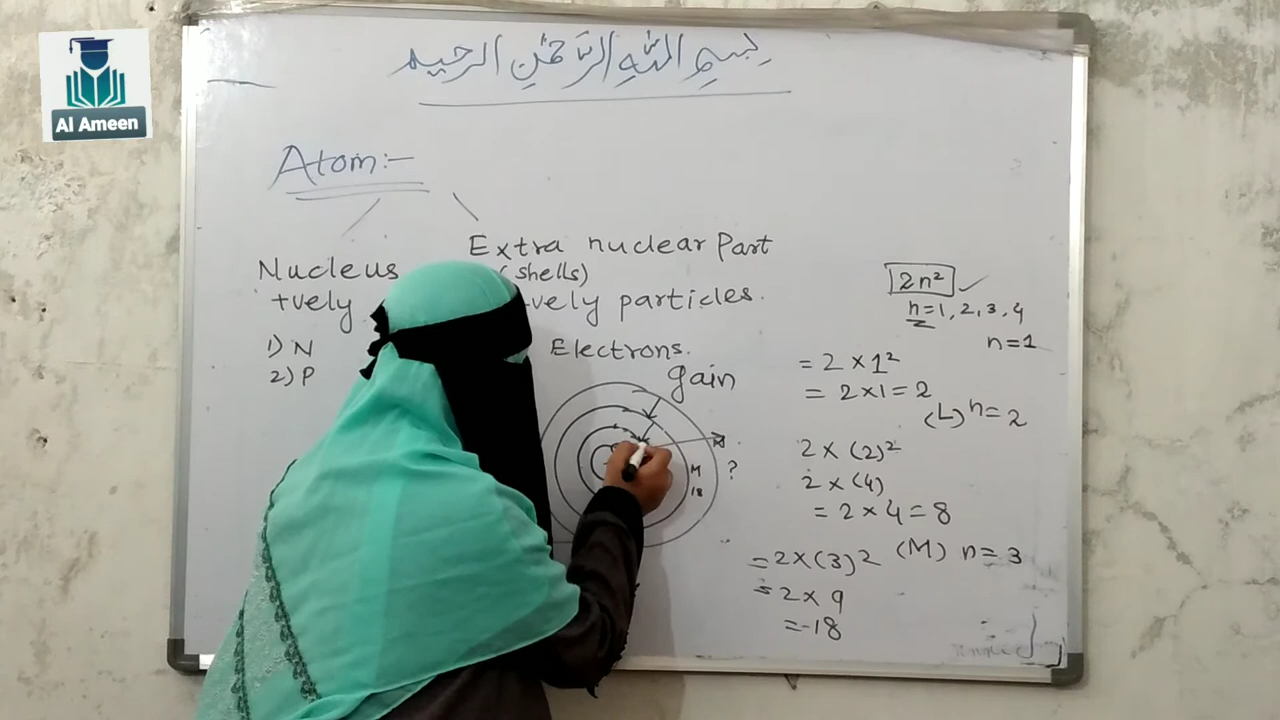 Al Ameen
بسم اللہ الرحمٰن الرحیم
Atom:-
Extra nuclear Part
Nucleus (shells)
+vely vely particles.
1) N Electrons.
2) P
gain
M
18
?
2n²
n=1, 2, 3, 4
n=1
= 2 × 1²
= 2×1=2
(L) n=2
2 × (2)²
2 × (4)
= 2 × 4 = 8
=2×(3)² (M) n=3
= 2 × 9
=18